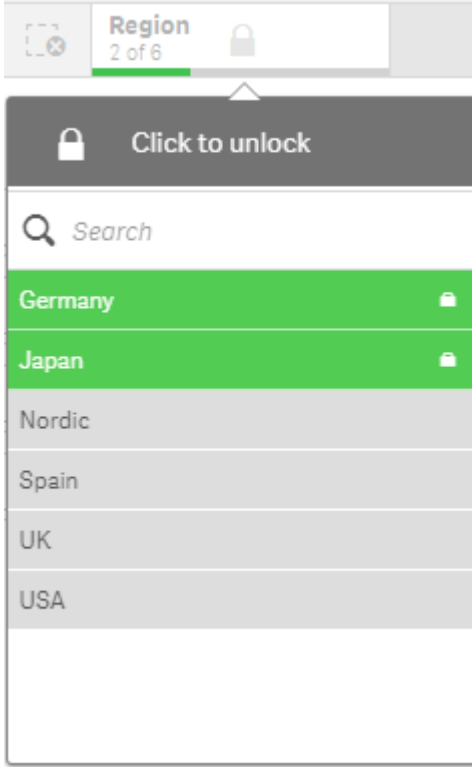 Region
2 of 6
Click to unlock
Search
Germany
Japan
Nordic
Spain
UK
USA